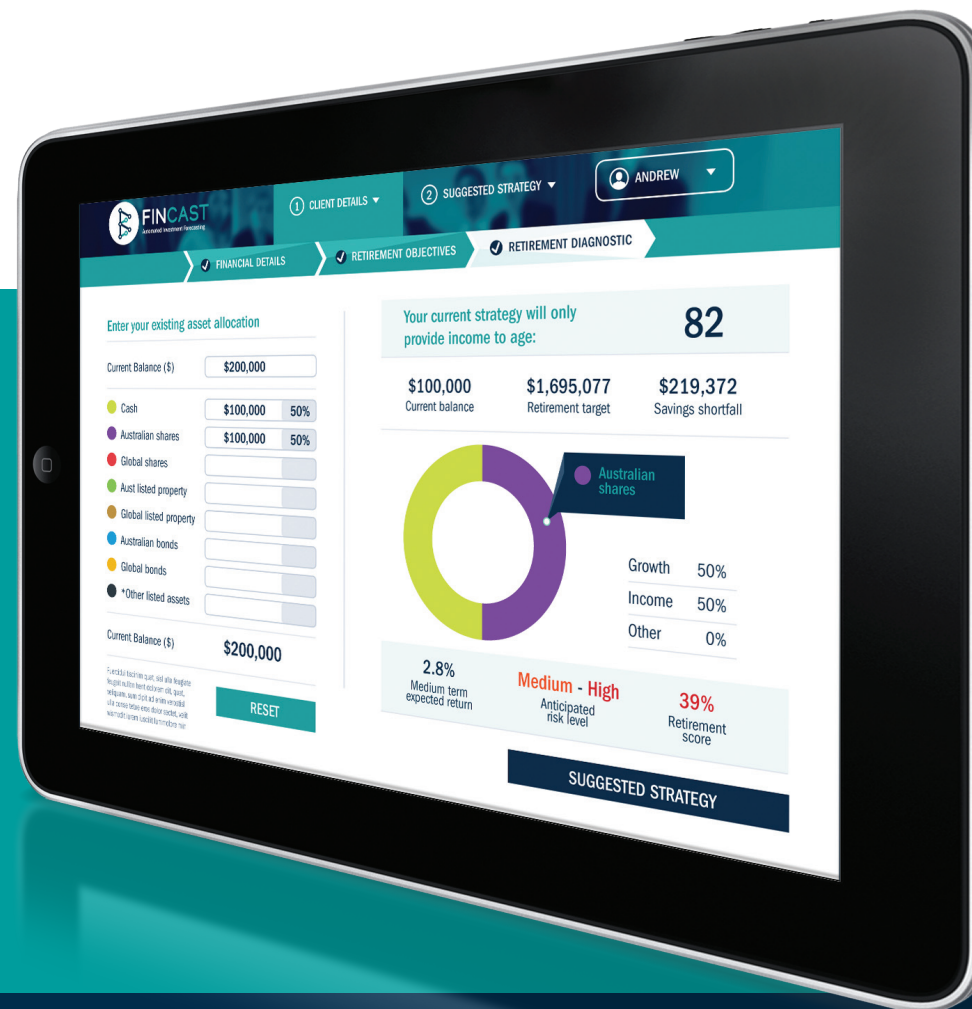 FINCAST
Automated Investment Forecasting
1 CLIENT DETAILS
2 SUGGESTED STRATEGY
ANDREW
FINANCIAL DETAILS
RETIREMENT OBJECTIVES
RETIREMENT DIAGNOSTIC
Enter your existing asset allocation
Current Balance ($) $200,000
Cash $100,000 50%
Australian shares $100,000 50%
Global shares
Aust listed property
Global listed property
Australian bonds
Global bonds
*Other listed assets
Current Balance ($) $200,000
RESET
Your current strategy will only
provide income to age:
82
$100,000 $1,695,077 $219,372
Current balance Retirement target Savings shortfall
Australian
shares
Growth 50%
Income 50%
Other 0%
2.8% Medium - High 39%
Medium term
expected return
Anticipated
risk level
Retirement
score
SUGGESTED STRATEGY